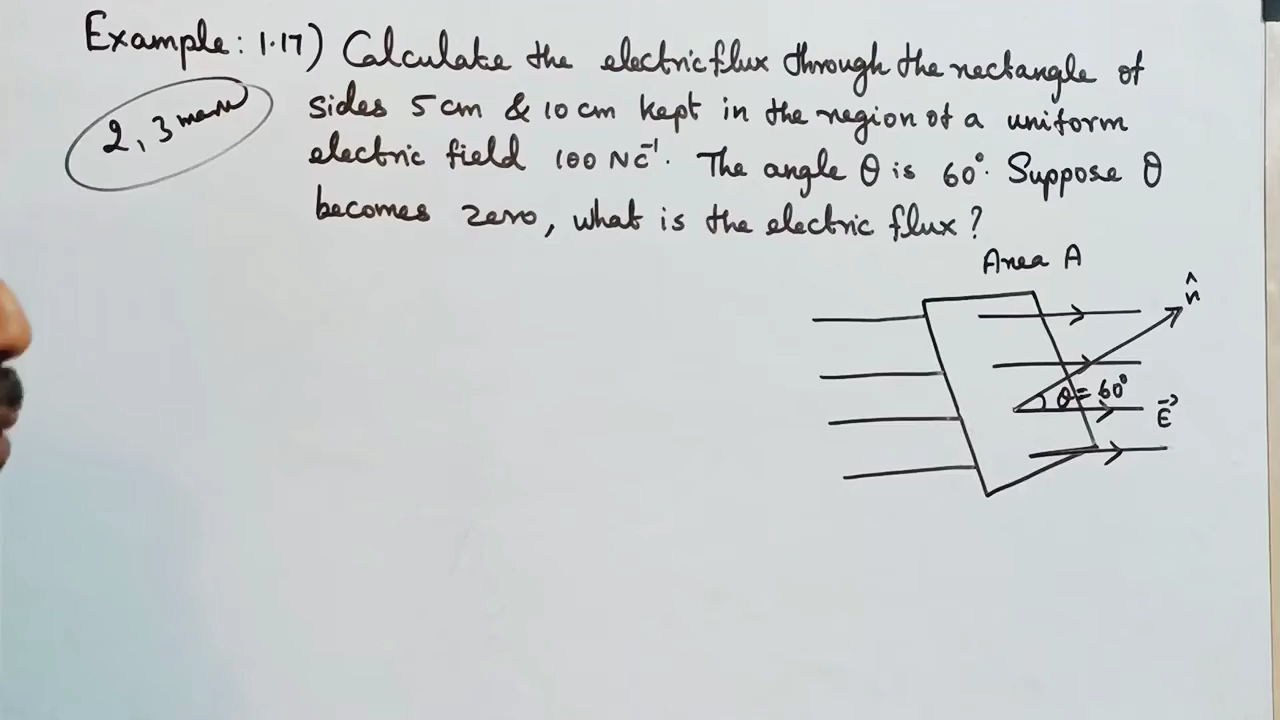 Example: 1.17) Calculate the electric flux through the rectangle of
sides 5 cm & 10 cm kept in the region of a uniform
electric field 100 NC⁻¹. The angle θ is 60°. Suppose θ
becomes zero, what is the electric flux?
2, 3 mark
Area A
n̂
θ = 60°
E⃗